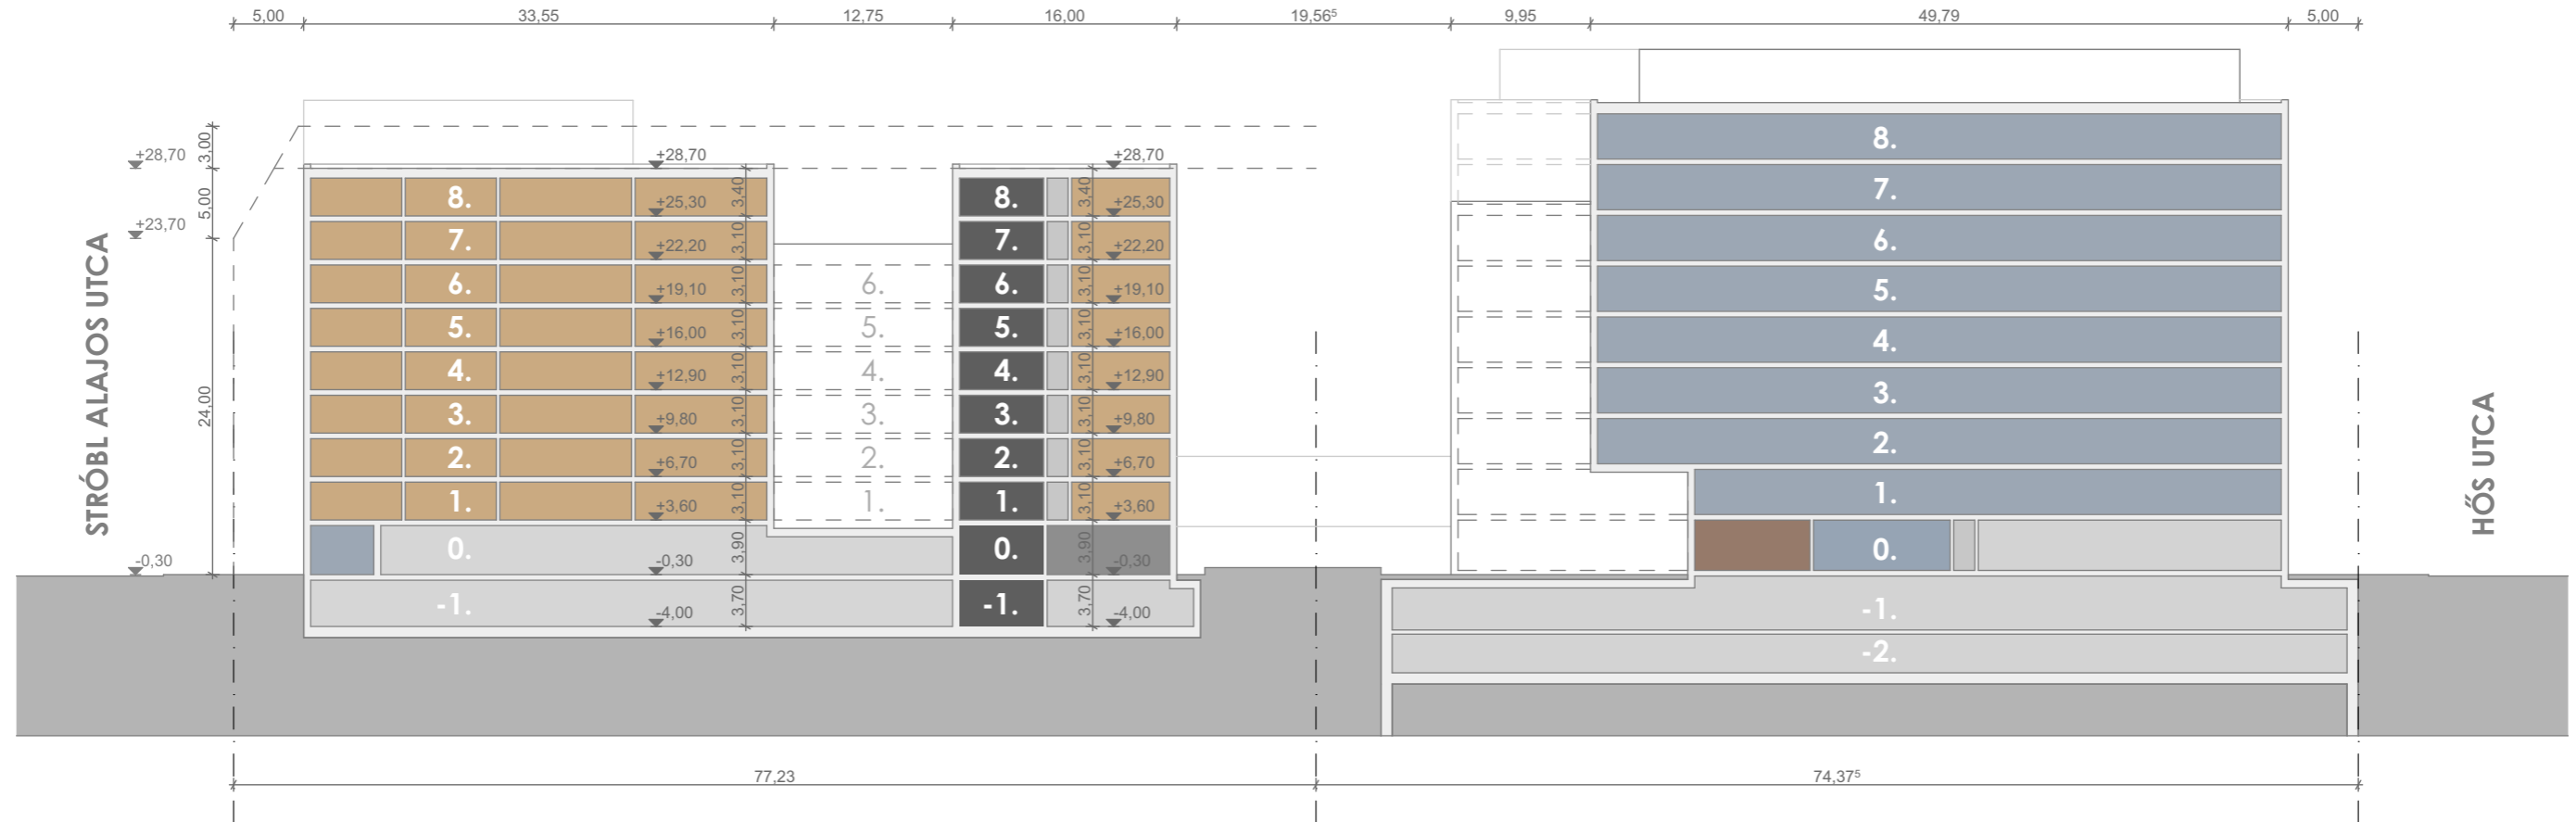 5,00 33,55 12,75 16,00 19,56⁵ 9,95 49,79 5,00
+28,70 3,00 +28,70 +28,70
5,00 +23,70
24,00
-0,30
STRÓBL ALAJOS UTCA
8. +25,30 3,40 8. 3,40 +25,30
7. +22,20 3,10 7. 3,10 +22,20
6. +19,10 3,10 6. 6. 3,10 +19,10
5. +16,00 3,10 5. 5. 3,10 +16,00
4. +12,90 3,10 4. 4. 3,10 +12,90
3. +9,80 3,10 3. 3. 3,10 +9,80
2. +6,70 3,10 2. 2. 3,10 +6,70
1. +3,60 3,10 1. 1. 3,10 +3,60
0. -0,30 3,90 0. 3,90 -0,30
-1. -4,00 3,70 -1. 3,70 -4,00
8.
7.
6.
5.
4.
3.
2.
1.
0.
-1.
-2.
HŐS UTCA
77,23 74,37⁵